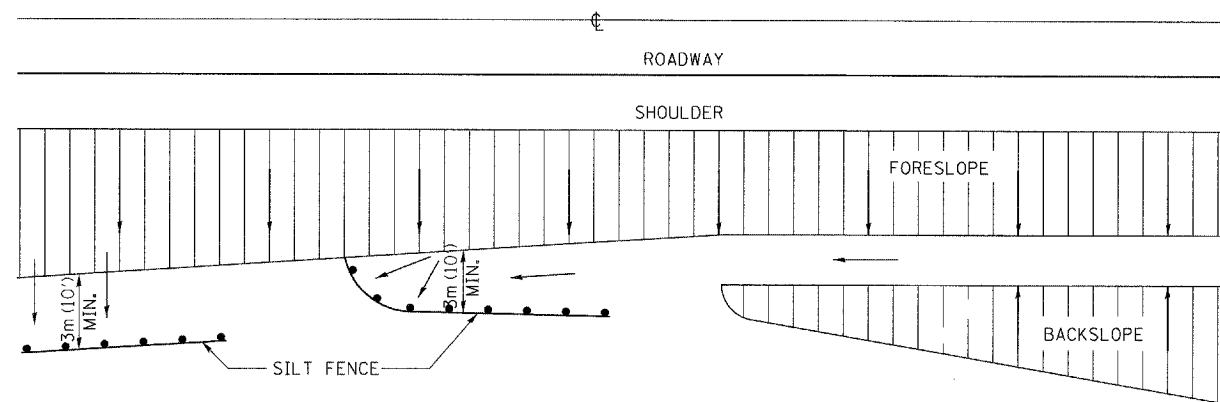 ℄
ROADWAY
SHOULDER
FORESLOPE
3m (10')
MIN.
3m (10')
MIN.
BACKSLOPE
SILT FENCE